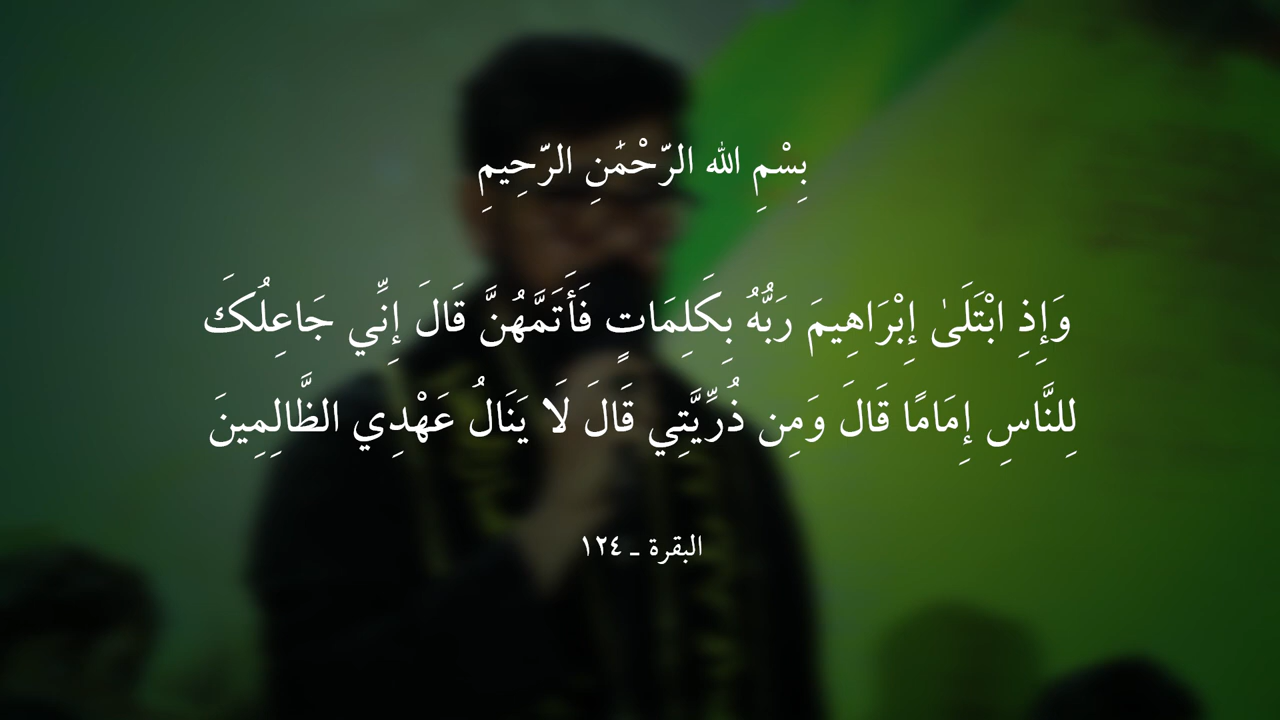 بِسْمِ الله الرّحْمٰنِ الرّحِيمِ
وَإِذِ ابْتَلَىٰ إِبْرَاهِيمَ رَبُّهُ بِكَلِمَاتٍ فَأَتَمَّهُنَّ قَالَ إِنِّي جَاعِلُكَ
لِلنَّاسِ إِمَامًا قَالَ وَمِن ذُرِّيَّتِي قَالَ لَا يَنَالُ عَهْدِي الظَّالِمِينَ
البقرة ـ ١٢٤